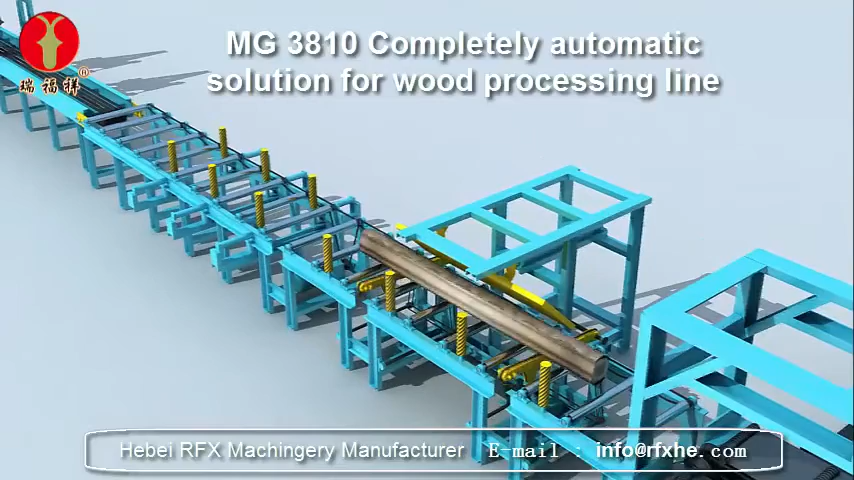 MG 3810 Completely automatic
solution for wood processing line
瑞福祥®
Hebei RFX Machingery Manufacturer E-mail : info@rfxhe.com